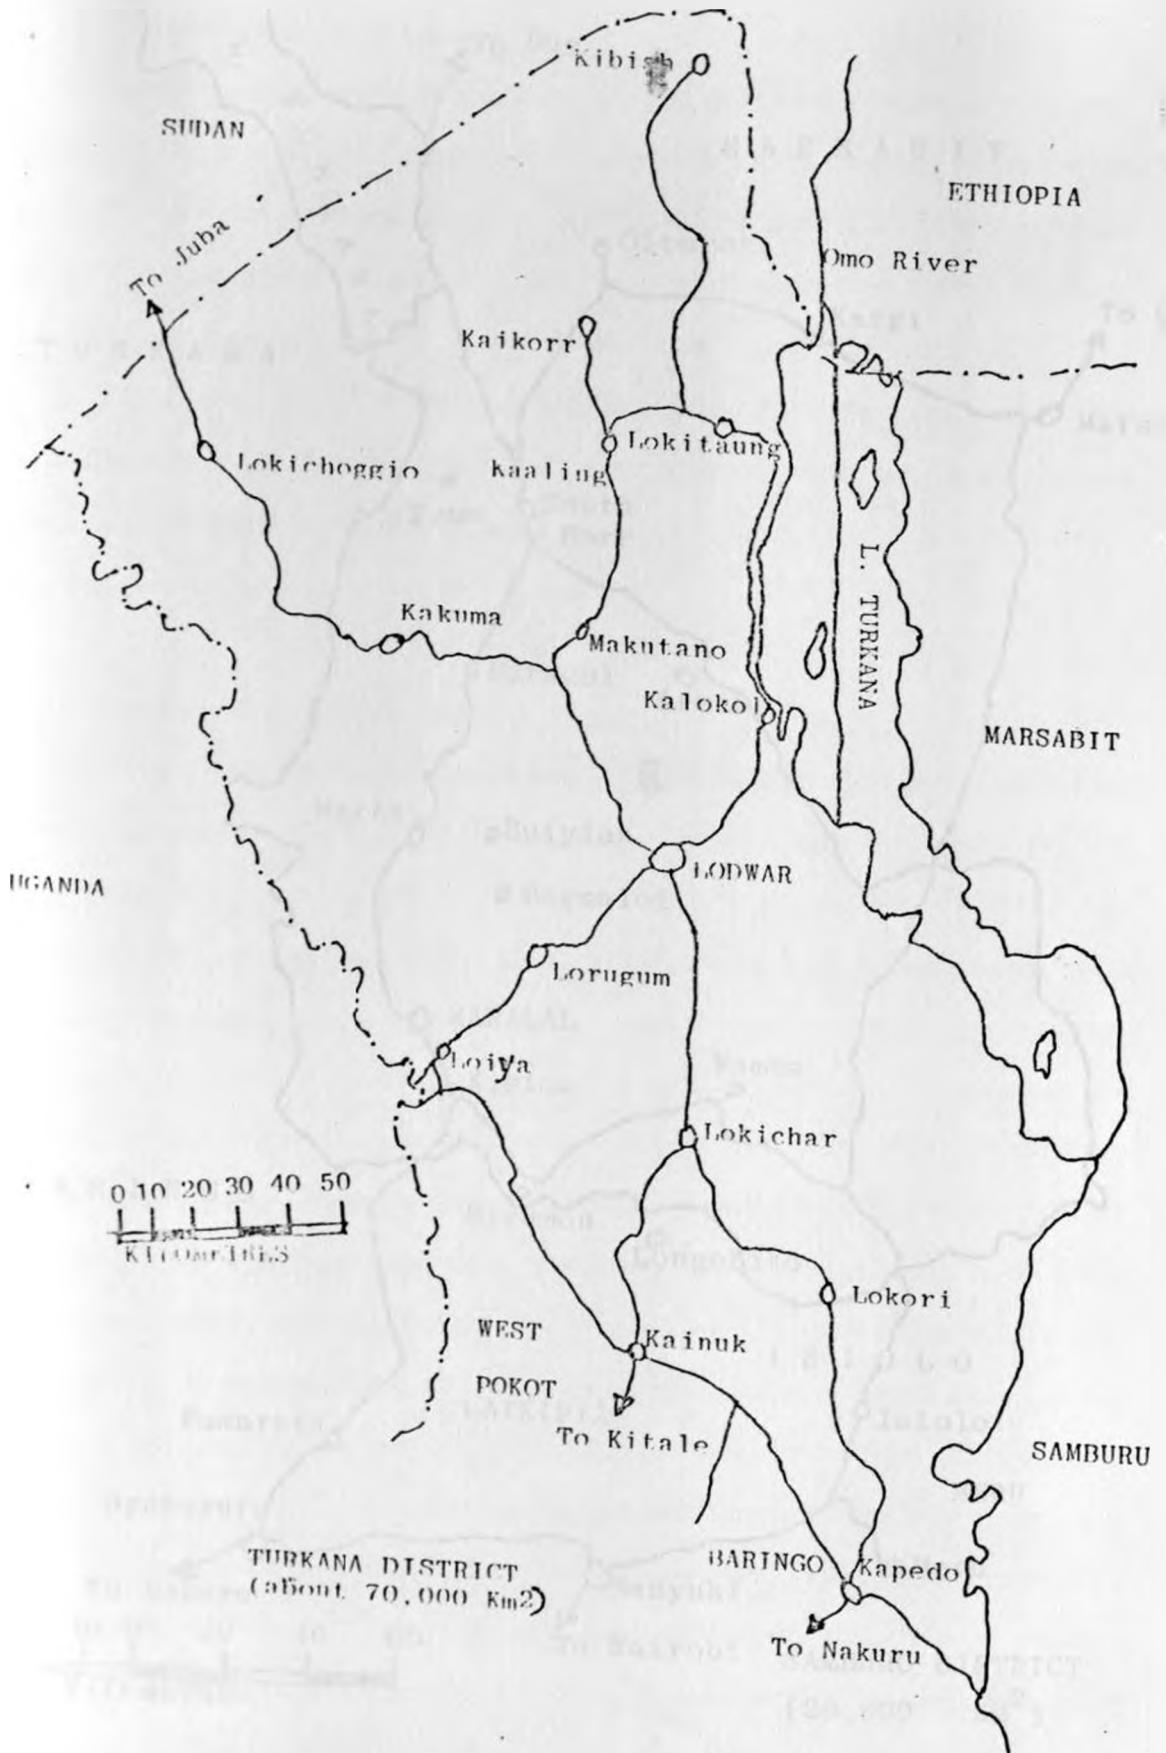 Kibish
SUDAN
ETHIOPIA
To Juba
Omo River
Kaikorr
Lokitaung
Lokichoggio
Kaaling
L. TURKANA
Kakuma
Makutano
Kalokol
MARSABIT
LODWAR
UGANDA
Lorugum
Loiya
Lokichar
0 10 20 30 40 50
KILOMETRES
Lokori
WEST
POKOT
Kainuk
To Kitale
SAMBURU
TURKANA DISTRICT
(about 70,000 Km2)
BARINGO
Kapedo
To Nakuru